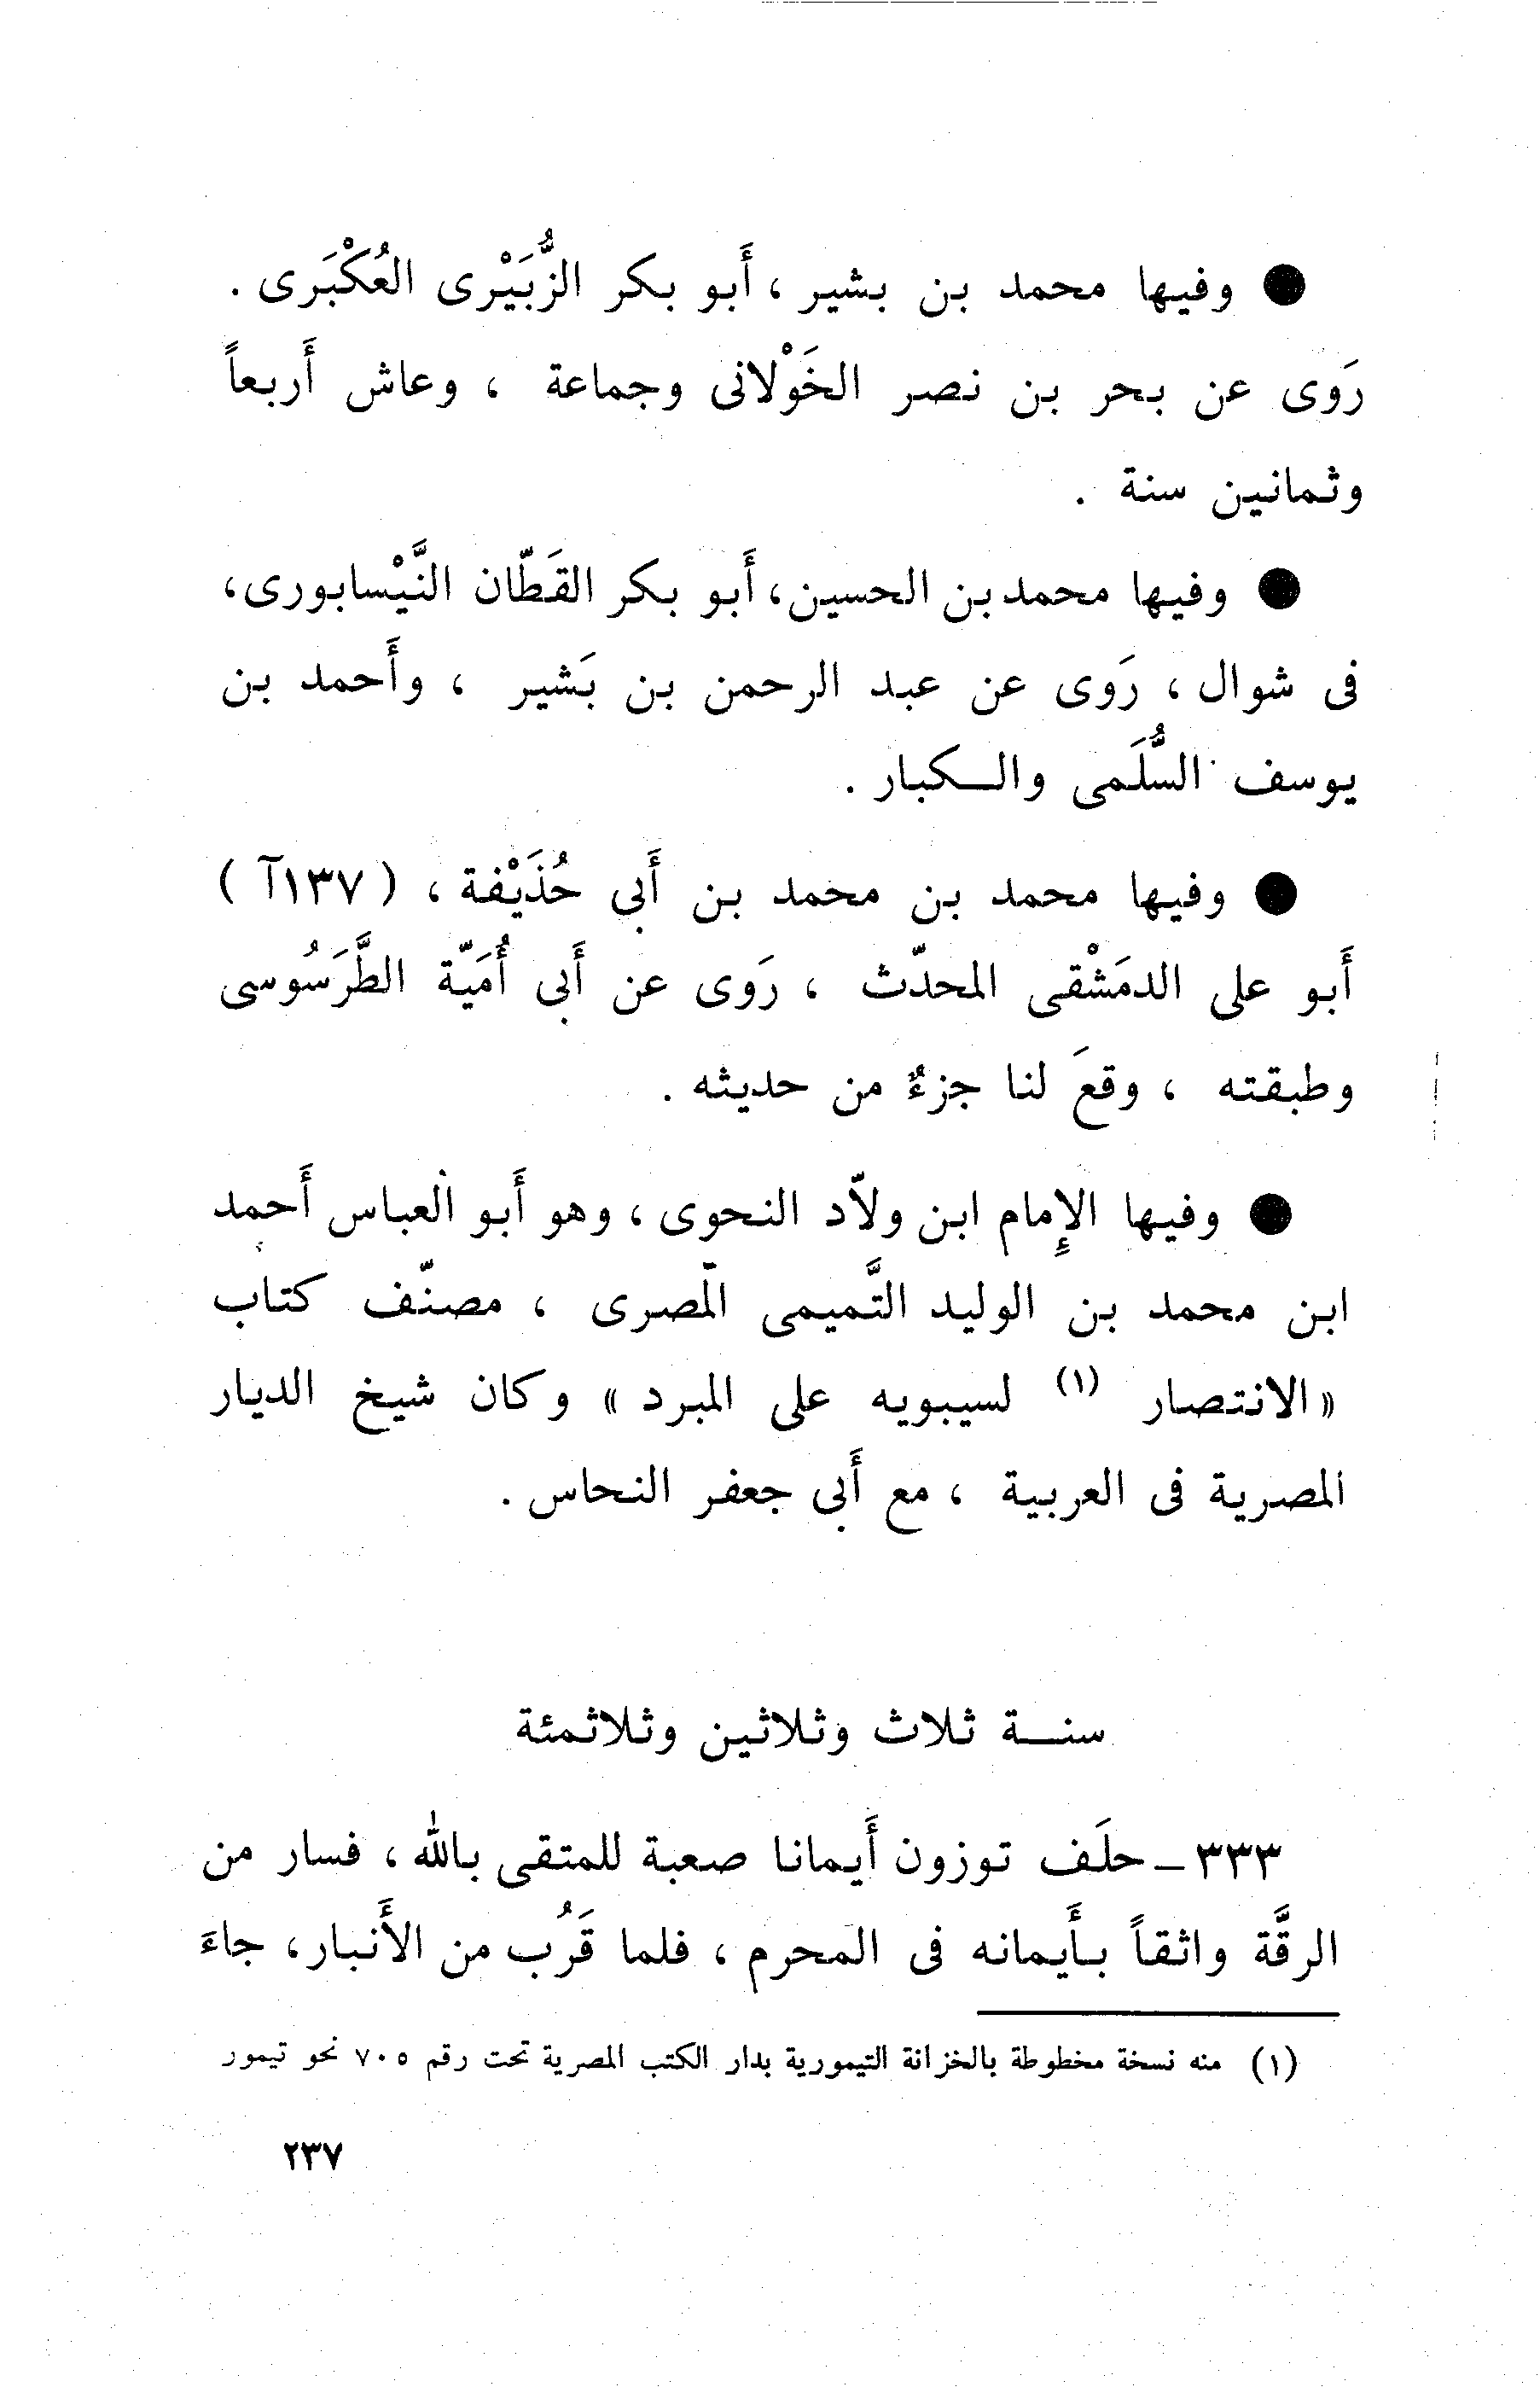 ● وفيها محمد بن بشير ، أَبو بكر الزُّبَيْرى العُكْبَرى .
رَوى عن بحر بن نصر الخَوْلانى وجماعة ، وعاش أَربعاً
وثمانين سنة .
● وفيها محمد بن الحسين، أَبو بكر القَطّان النَّيْسابورى،
فى شوال ، رَوى عن عبد الرحمن بن بَشير ، وأَحمد بن
يوسف السُّلَمى والـكبار .
● وفيها محمد بن محمد بن أَبي حُذَيْفة ، ( ١٣٧آ )
أَبو على الدمَشْقى المحدّث ، رَوى عن أَبي أُمَيّة الطَّرَسُوسى
وطبقته ، وقعَ لنا جزءٌ من حديثه .
● وفيها الإِمام ابن ولاّد النحوى ، وهو أَبو العباس أَحمد
ابن محمد بن الوليد التَّميمى المصرى ، مصنّف كتاب
« الانتصار (١) لسيبويه على المبرد » وكان شيخ الديار
المصرية فى العربية ، مع أَبي جعفر النحاس .
سنـــة ثلاث وثلاثين وثلاثمئة
٣٣٣ – حلَف توزون أَيمانا صعبة للمتقى بالله ، فسار من
الرقَّة واثقاً بأَيمانه فى المحرم ، فلما قَرُب من الأَنبار، جاءَ
(١) منه نسخة مخطوطة بالخزانة التيمورية بدار الكتب المصرية تحت رقم ٧٠٥ نحو تيمور
٢٣٧